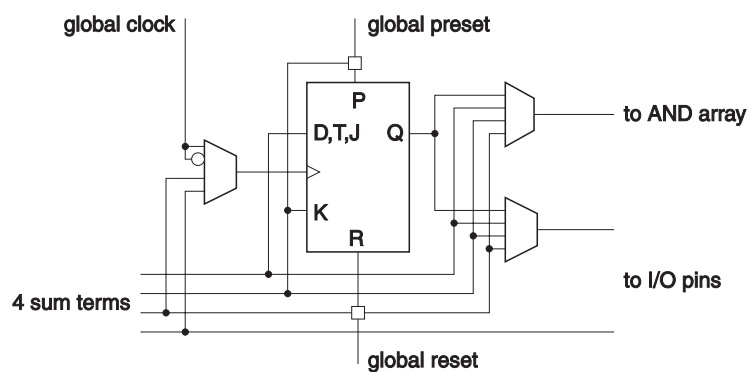 global clock
global preset
P
D,T,J
Q
to AND array
K
R
4 sum terms
to I/O pins
global reset